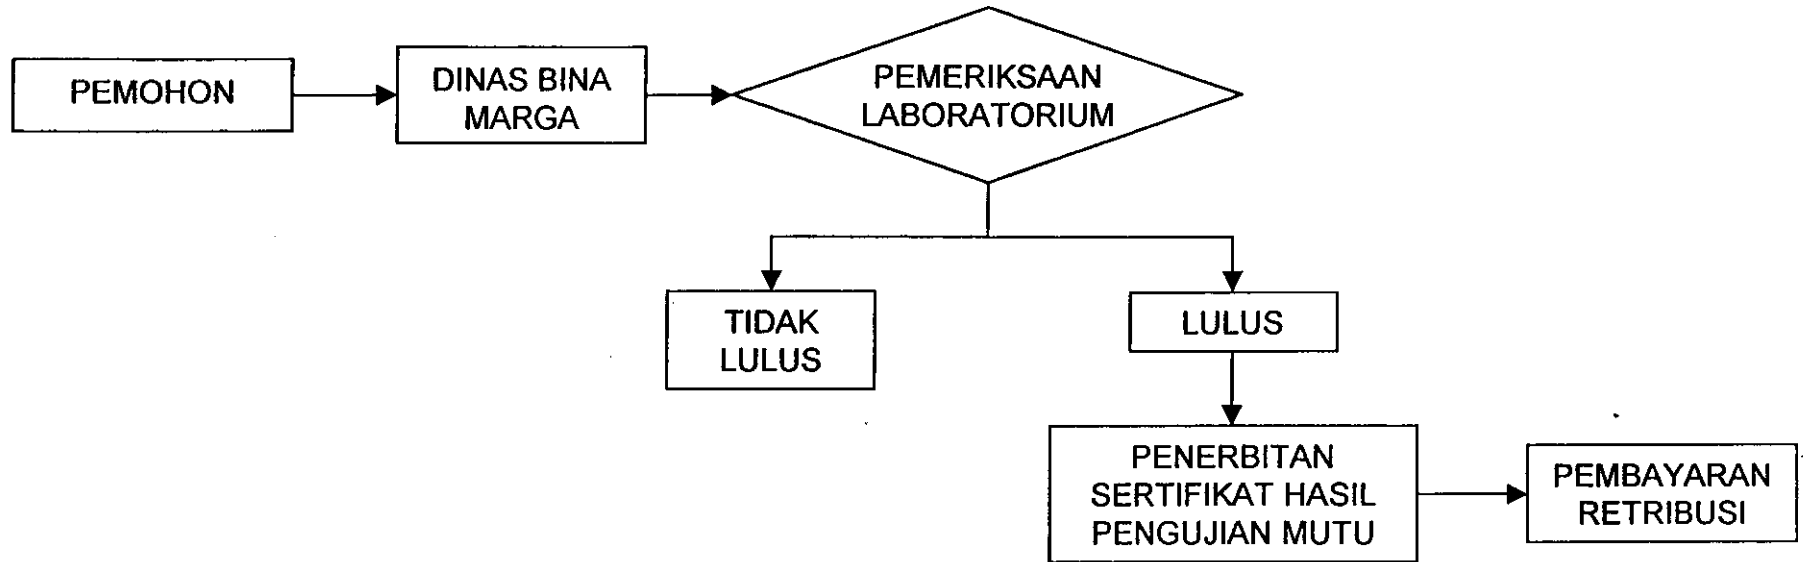 PEMOHON
DINAS BINA
MARGA
PEMERIKSAAN
LABORATORIUM
TIDAK
LULUS
LULUS
PENERBITAN
SERTIFIKAT HASIL
PENGUJIAN MUTU
PEMBAYARAN
RETRIBUSI